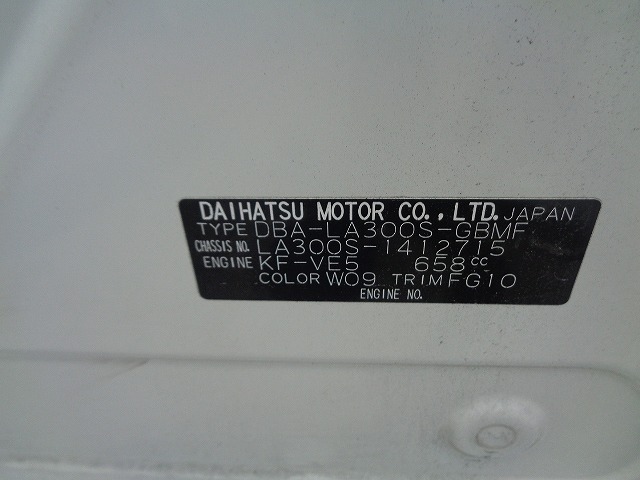 DAIHATSU MOTOR CO., LTD. JAPAN
TYPE DBA-LA300S-GBMF
CHASSIS NO. LA300S-1412715
ENGINE KF-VE5 658cc
COLOR W09 TRIM FG10
ENGINE NO.